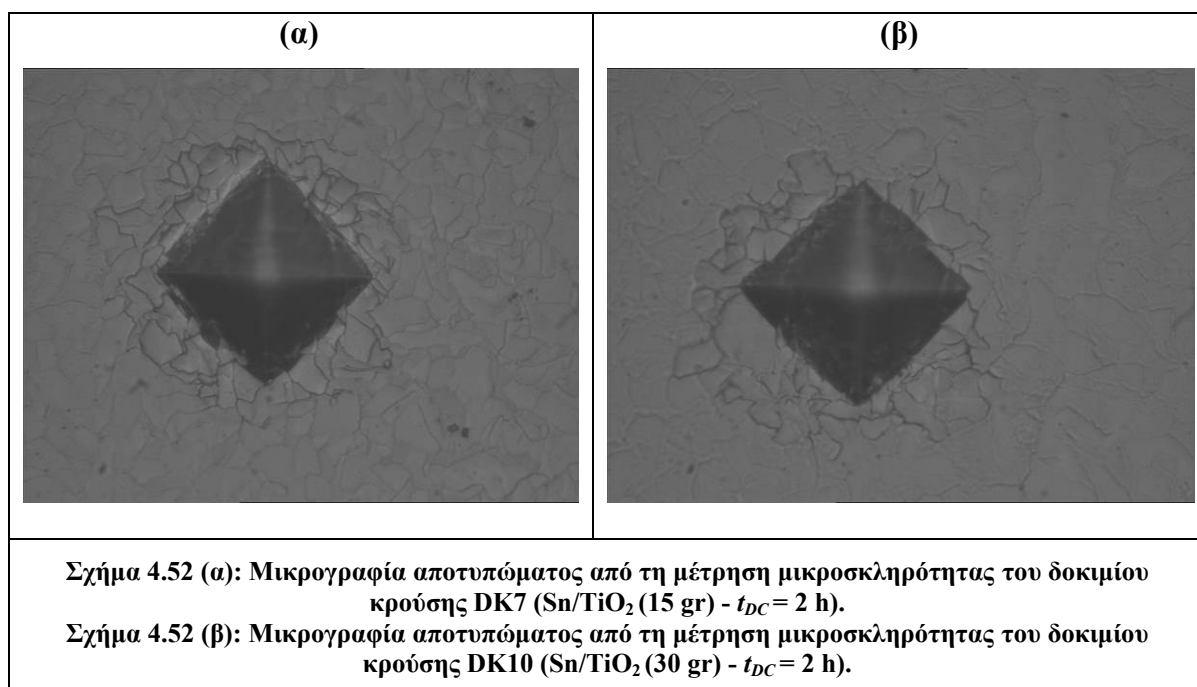 (α)
(β)
Σχήμα 4.52 (α): Μικρογραφία αποτυπώματος από τη μέτρηση μικροσκληρότητας του δοκιμίου
κρούσης DK7 (Sn/TiO₂ (15 gr) - tDC = 2 h).
Σχήμα 4.52 (β): Μικρογραφία αποτυπώματος από τη μέτρηση μικροσκληρότητας του δοκιμίου
κρούσης DK10 (Sn/TiO₂ (30 gr) - tDC = 2 h).